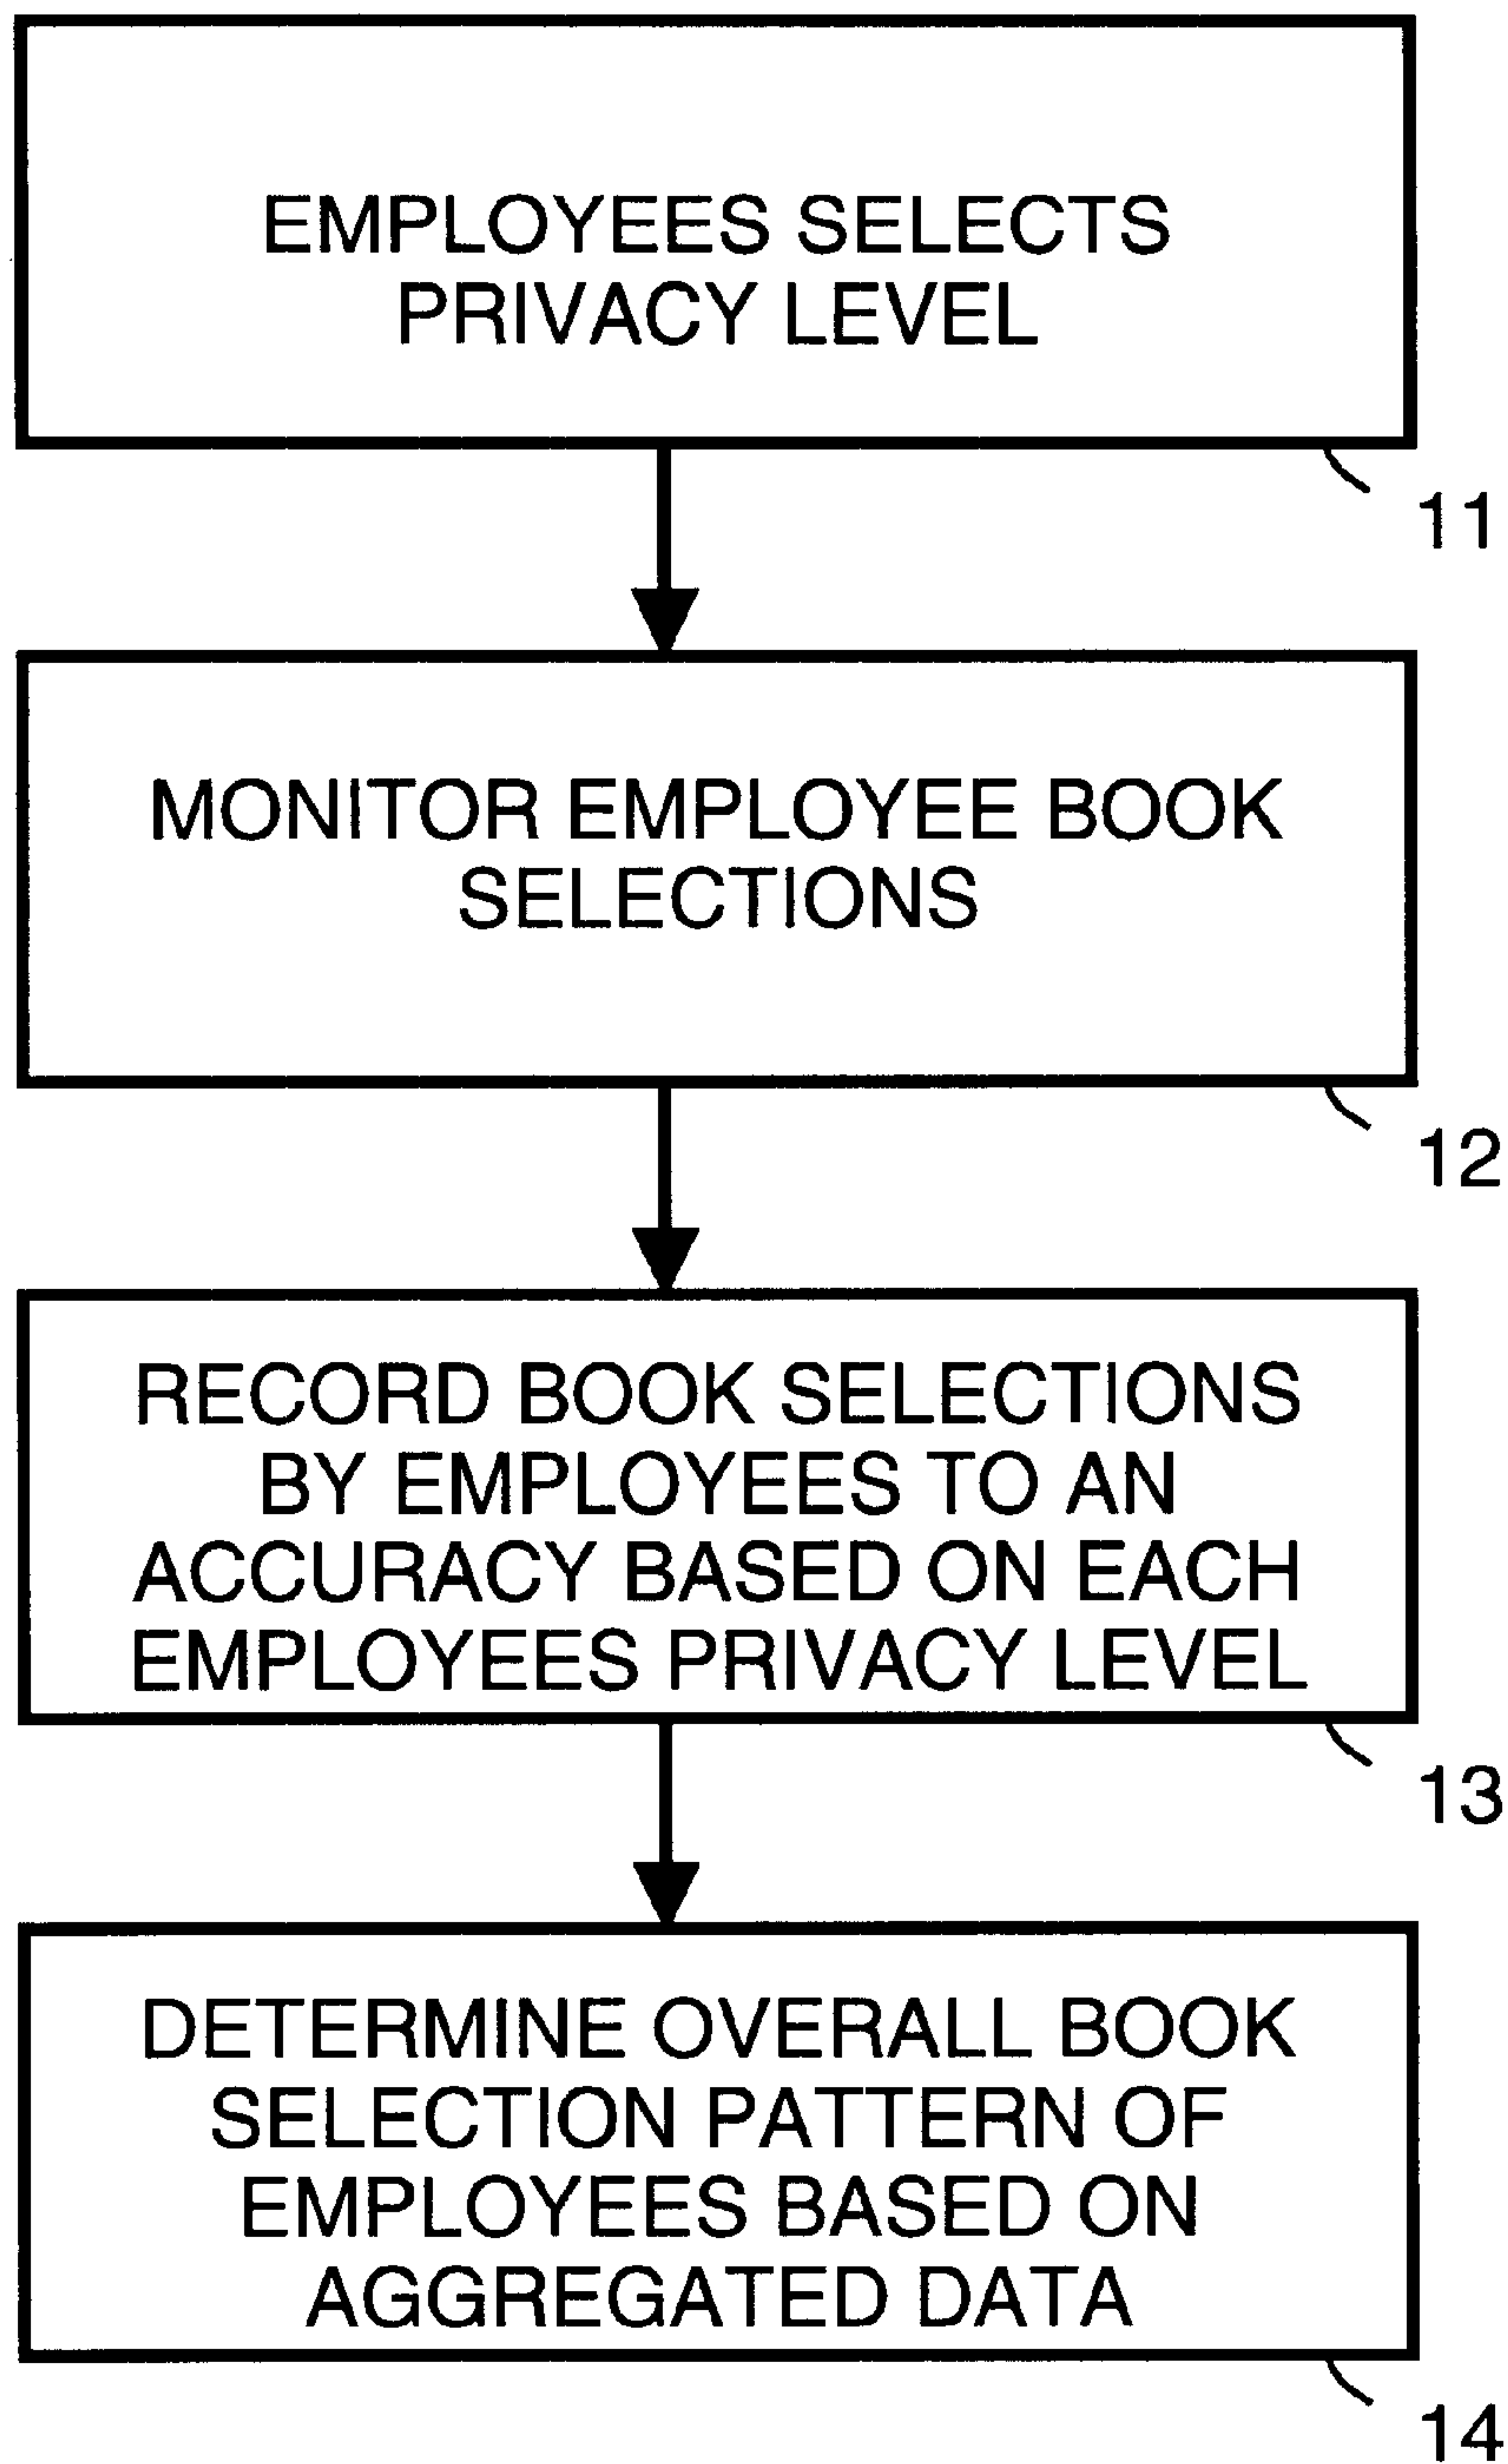 EMPLOYEES SELECTS
PRIVACY LEVEL
11
MONITOR EMPLOYEE BOOK
SELECTIONS
12
RECORD BOOK SELECTIONS
BY EMPLOYEES TO AN
ACCURACY BASED ON EACH
EMPLOYEES PRIVACY LEVEL
13
DETERMINE OVERALL BOOK
SELECTION PATTERN OF
EMPLOYEES BASED ON
AGGREGATED DATA
14